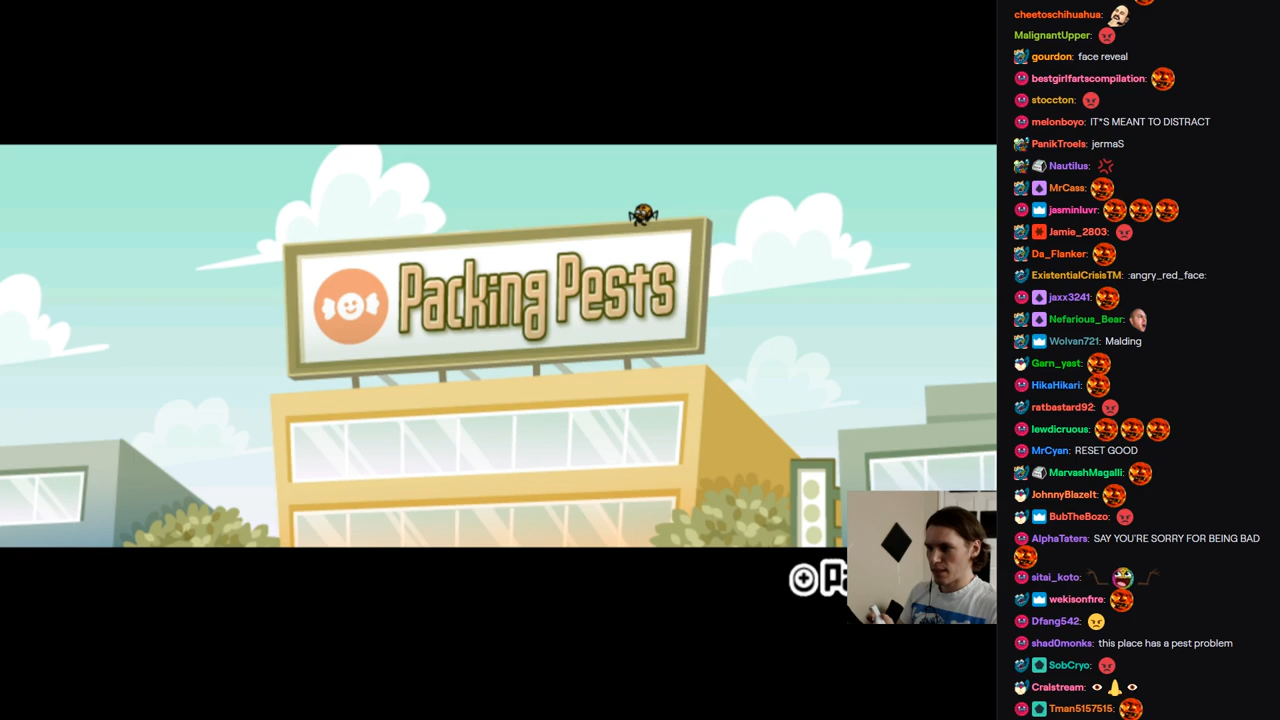 cheetoschihuahua:
MalignantUpper:
gourdon: face reveal
bestgirlfartscompilation:
stoccton:
melonboyo: IT*S MEANT TO DISTRACT
PanikTroels: jermaS
Nautilus:
MrCass:
jasminluvr:
Jamie_2803:
Da_Flanker:
ExistentialCrisisTM: :angry_red_face:
jaxx3241:
Nefarious_Bear:
Wolvan721: Malding
Garn_yast:
HikaHikari:
ratbastard92:
lewdicruous:
MrCyan: RESET GOOD
MarvashMagalli:
JohnnyBlazeIt:
BubTheBozo:
AlphaTaters: SAY YOU'RE SORRY FOR BEING BAD
sitai_koto:
wekisonfire:
Dfang542:
shad0monks: this place has a pest problem
SobCryo:
Cralstream:
Tman5157515:
Packing Pests